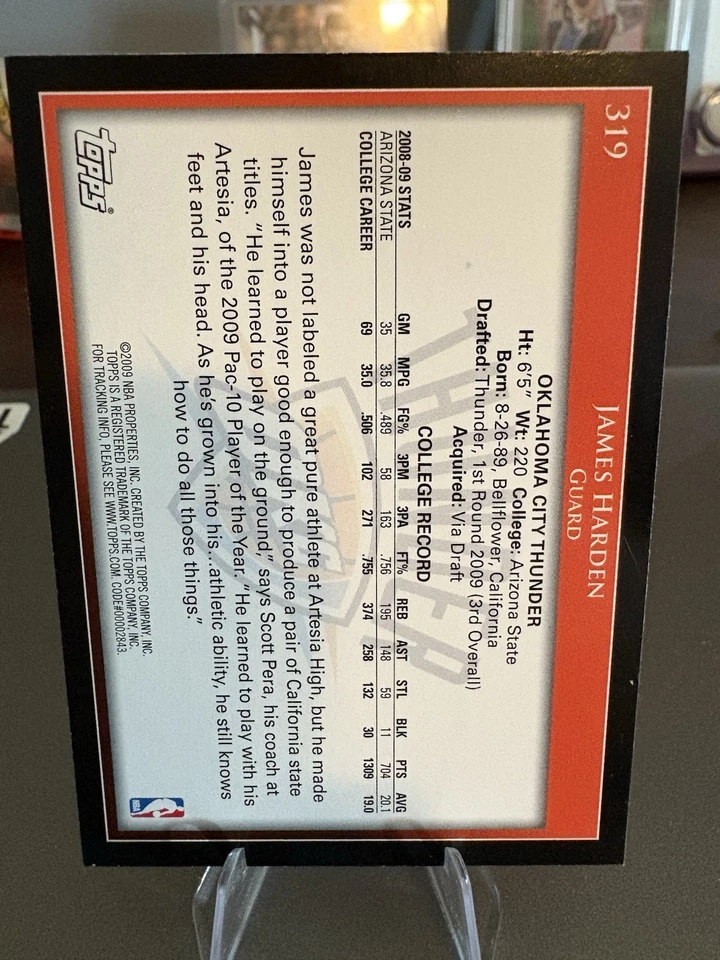 319
JAMES HARDEN
GUARD
OKLAHOMA CITY THUNDER
Ht: 6'5" Wt: 220 College: Arizona State
Born: 8-26-89, Bellflower, California
Drafted: Thunder, 1st Round 2009 (3rd Overall)
Acquired: Via Draft
THUNDER
OKC
COLLEGE RECORD
2008-09 STATS GM MPG FG% 3PM 3PA FT% REB AST STL BLK PTS AVG
ARIZONA STATE 35 35.8 .489 58 163 .756 195 148 59 11 704 20.1
COLLEGE CAREER 69 35.0 .506 102 271 .755 374 258 132 30 1309 19.0
James was not labeled a great pure athlete at Artesia High, but he made
himself into a player good enough to produce a pair of California state
titles. "He learned to play on the ground," says Scott Pera, his coach at
Artesia, of the 2009 Pac-10 Player of the Year. "He learned to play with his
feet and his head. As he's grown into his...athletic ability, he still knows
how to do all those things."
TOPPS®
©2009 NBA PROPERTIES, INC. CREATED BY THE TOPPS COMPANY, INC.
TOPPS IS A REGISTERED TRADEMARK OF THE TOPPS COMPANY, INC.
FOR TRACKING INFO, PLEASE SEE WWW.TOPPS.COM. CODE#00002843.
NBA